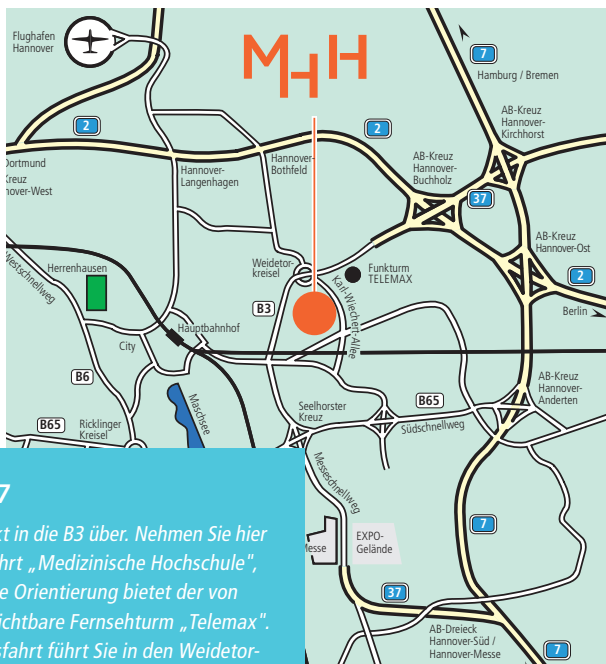 Flughafen
Hannover
MHH
7
Hamburg / Bremen
2
2
AB-Kreuz
Hannover-
Kirchhorst
Dortmund
Kreuz
nover-West
Hannover-
Langenhagen
Hannover-
Bothfeld
AB-Kreuz
Hannover-
Buchholz
37
AB-Kreuz
Hannover-Ost
Westschnellweg
Herrenhausen
Weidetor-
kreisel
Funkturm
TELEMAX
2
Karl-Wiechert-Allee
B3
Berlin
Hauptbahnhof
City
B6
AB-Kreuz
Hannover-
Anderten
Maschsee
B65
Ricklinger
Kreisel
Seelhorster
Kreuz
B65
Südschnellweg
Messeschnellweg
7
kt in die B3 über. Nehmen Sie hier
hrt „Medizinische Hochschule",
e Orientierung bietet der von
ichtbare Fernsehturm „Telemax".
sfahrt führt Sie in den Weidetor-
esse
EXPO-
Gelände
7
37
AB-Dreieck
Hannover-Süd /
Hannover-Messe
7